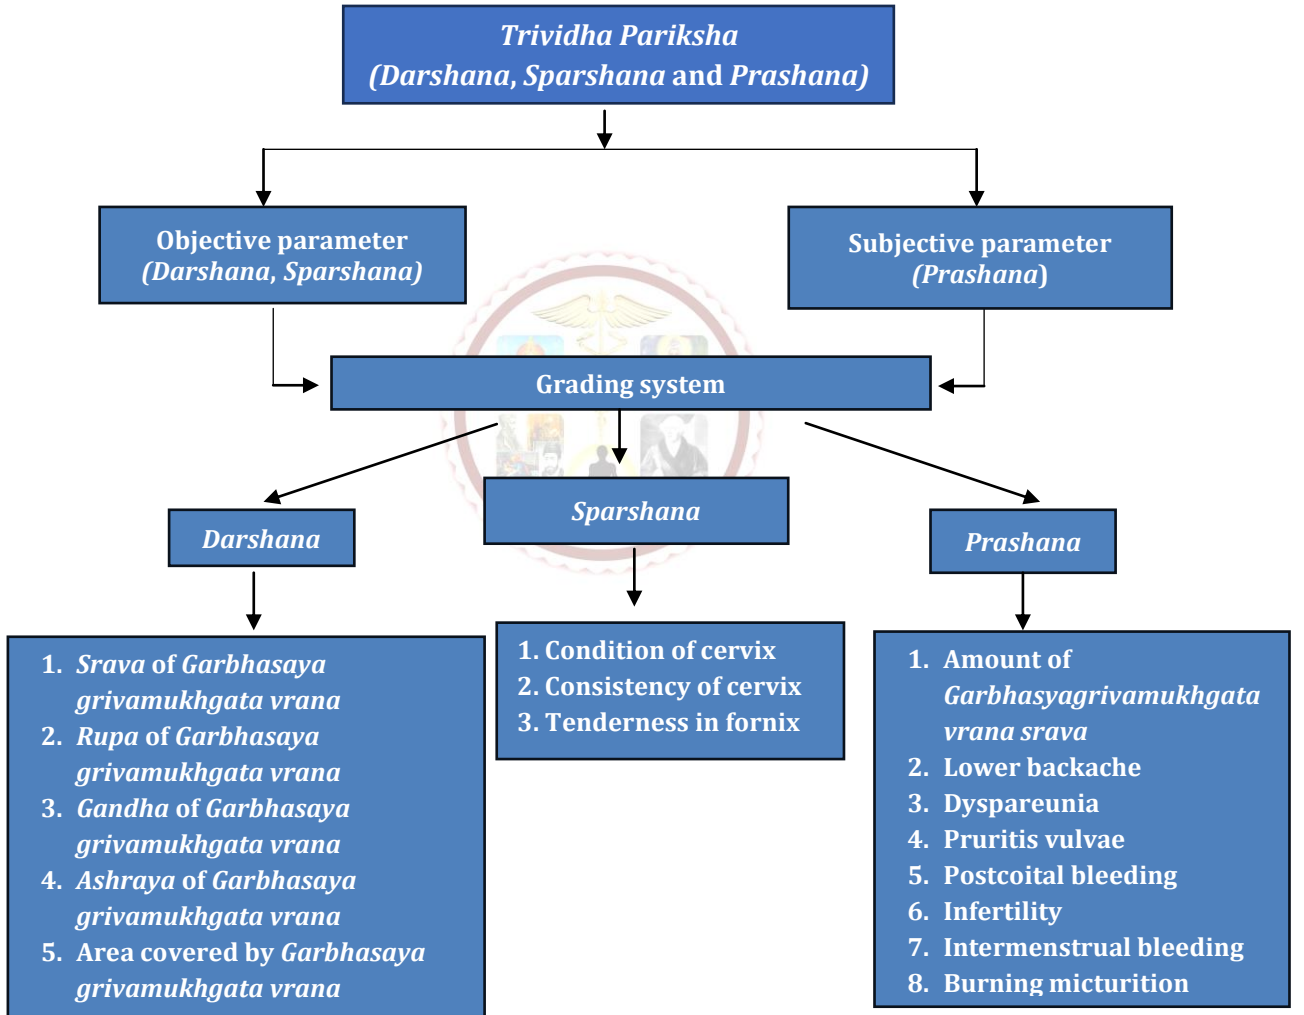 Trividha Pariksha
(Darshana, Sparshana and Prashana)
Objective parameter
(Darshana, Sparshana)
Subjective parameter
(Prashana)
Grading system
Darshana
Sparshana
Prashana
1. Srava of Garbhasaya
grivamukhgata vrana
2. Rupa of Garbhasaya
grivamukhgata vrana
3. Gandha of Garbhasaya
grivamukhgata vrana
4. Ashraya of Garbhasaya
grivamukhgata vrana
5. Area covered by Garbhasaya
grivamukhgata vrana
1. Condition of cervix
2. Consistency of cervix
3. Tenderness in fornix
1. Amount of
Garbhasyagrivamukhgata
vrana srava
2. Lower backache
3. Dyspareunia
4. Pruritis vulvae
5. Postcoital bleeding
6. Infertility
7. Intermenstrual bleeding
8. Burning micturition